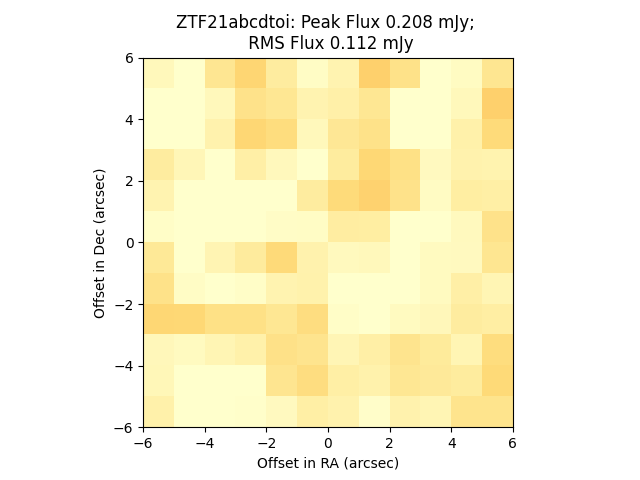 ZTF21abcdtoi: Peak Flux 0.208 mJy;
RMS Flux 0.112 mJy
6
4
2
0
−2
−4
−6
Offset in Dec (arcsec)
−6 −4 −2 0 2 4 6
Offset in RA (arcsec)